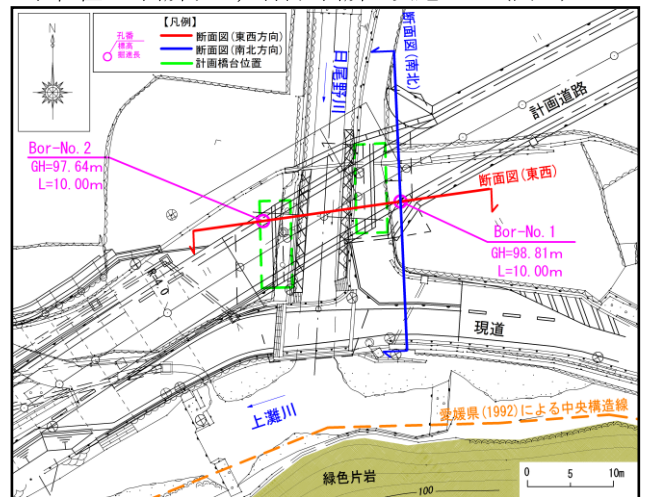 N
【凡例】
孔番
標高
掘進長
断面図(東西方向)
断面図(南北方向)
計画橋台位置
日尾野川
断面図(南北)
計画道路
Bor-No.2
GH=97.64m
L=10.00m
断面図(東西)
Bor-No.1
GH=98.81m
L=10.00m
現道
上灘川
愛媛県(1992)による中央構造線
緑色片岩
100
0 5 10m